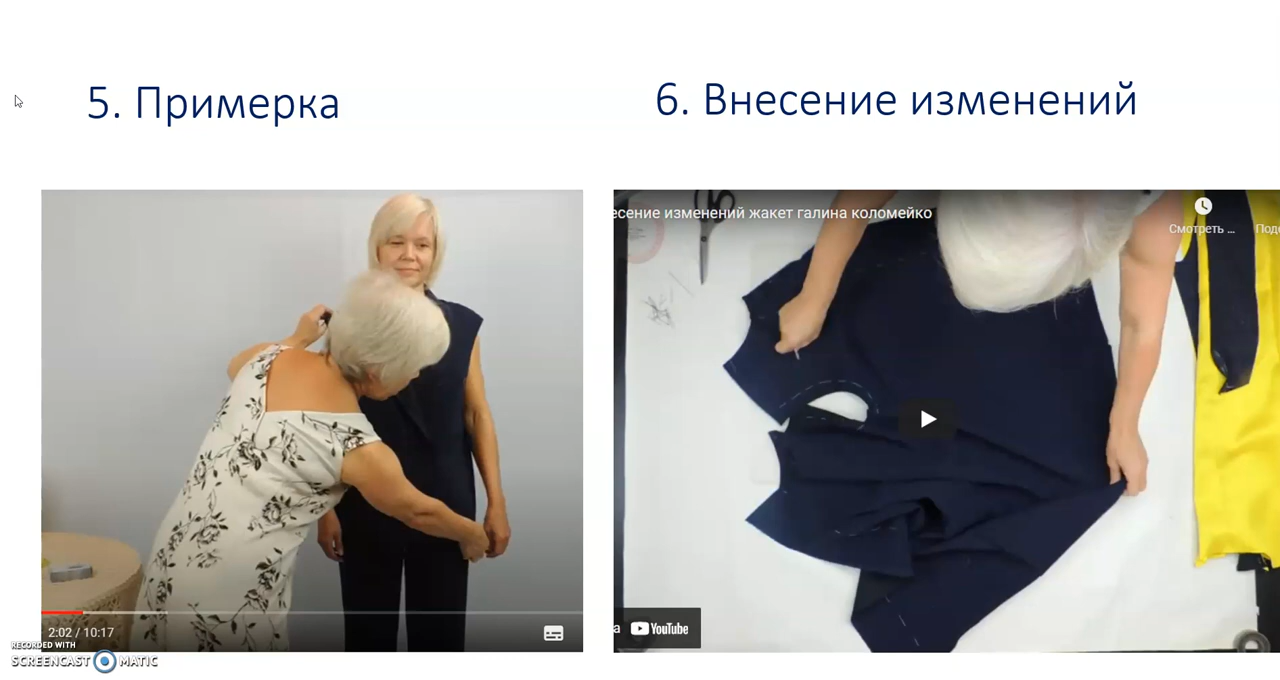 5. Примерка
6. Внесение изменений
есение изменений жакет галина коломейко
Смотреть ...
2:02 / 10:17
YouTube
RECORDED WITH
SCREENCAST MATIC